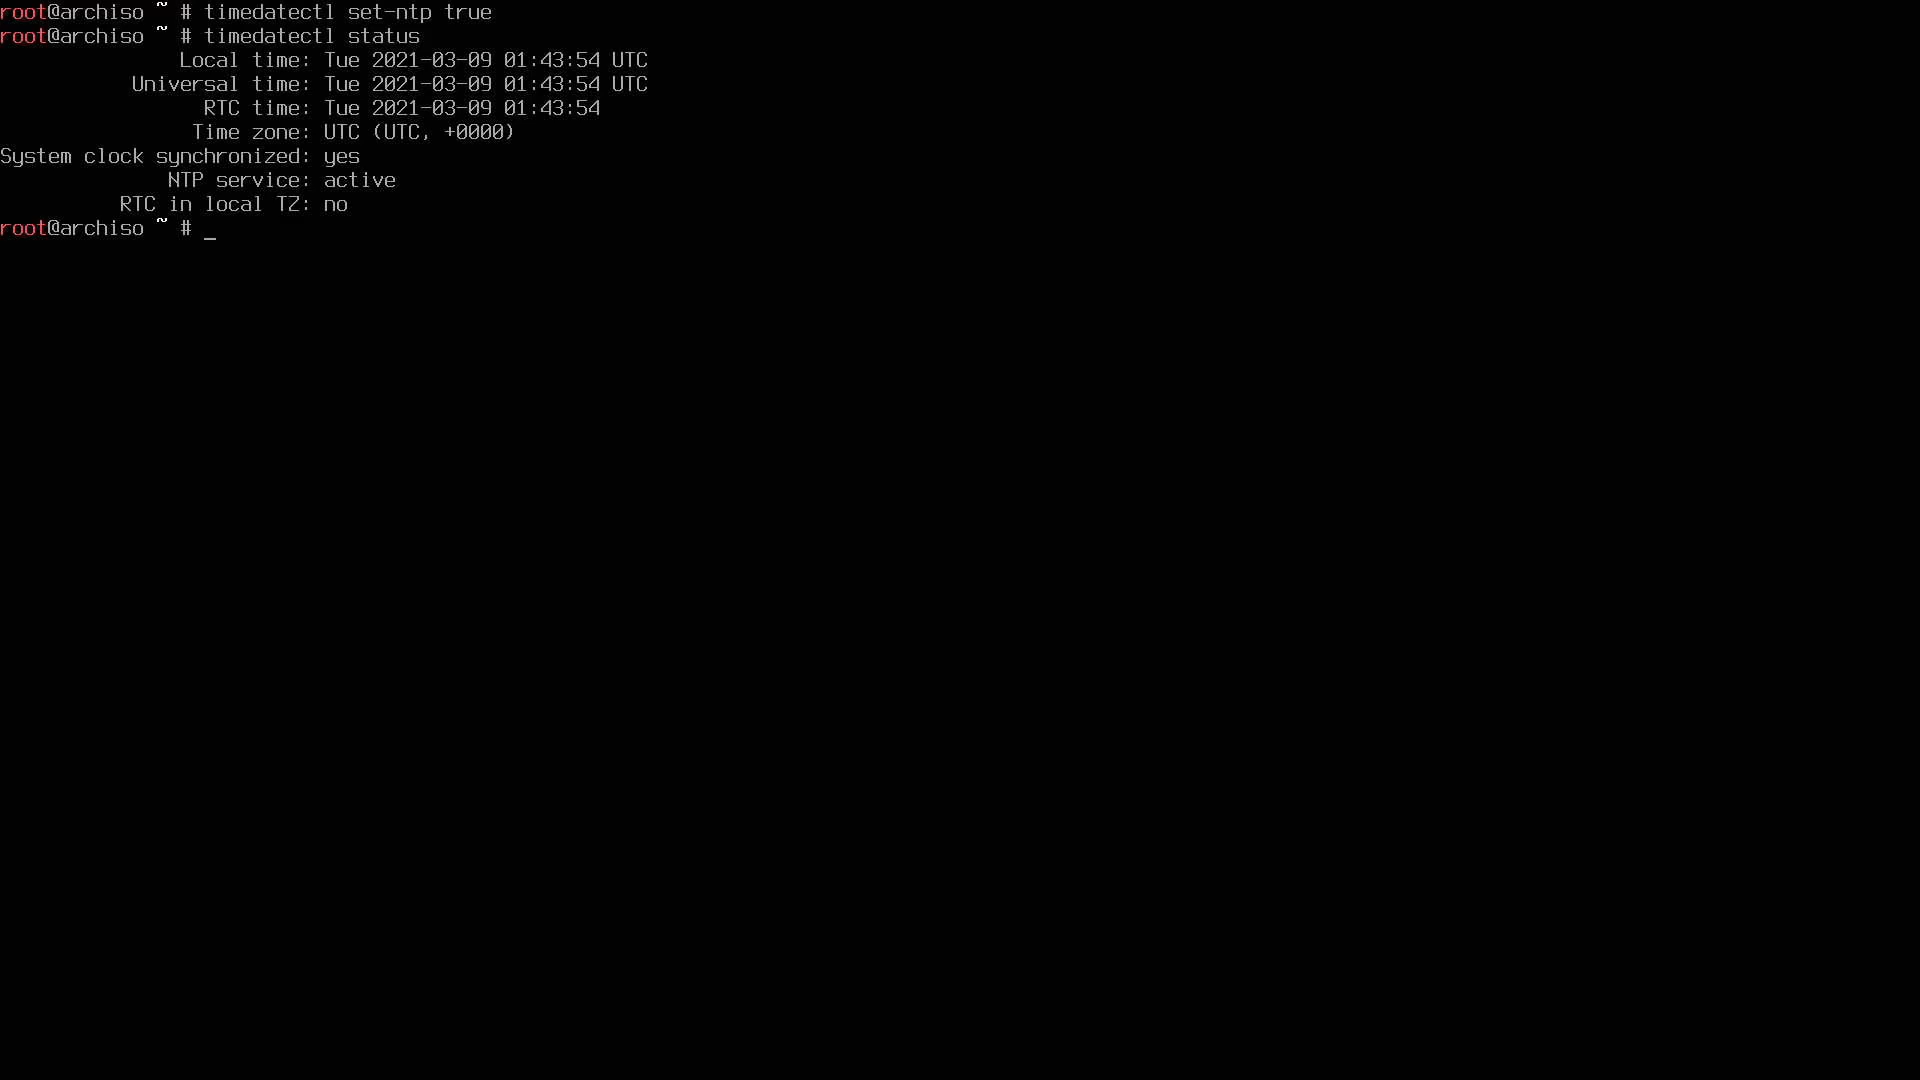 root@archiso ~ # timedatectl set-ntp true
root@archiso ~ # timedatectl status
Local time: Tue 2021-03-09 01:43:54 UTC
Universal time: Tue 2021-03-09 01:43:54 UTC
RTC time: Tue 2021-03-09 01:43:54
Time zone: UTC (UTC, +0000)
System clock synchronized: yes
NTP service: active
RTC in local TZ: no
root@archiso ~ # _